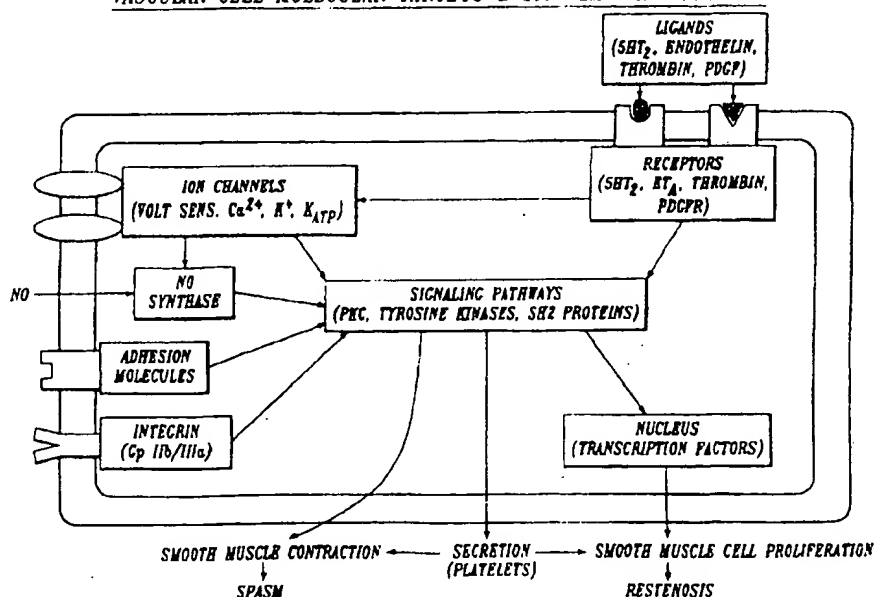 LIGANDS
(5HT2, ENDOTHELIN,
THROMBIN, PDGF)
RECEPTORS
(5HT2, ETA, THROMBIN,
PDGFR)
ION CHANNELS
(VOLT SENS. Ca2+, K+, KATP)
NO
NO
SYNTHASE
SIGNALING PATHWAYS
(PKC, TYROSINE KINASES, SH2 PROTEINS)
ADHESION
MOLECULES
INTEGRIN
(Gp IIb/IIIa)
NUCLEUS
(TRANSCRIPTION FACTORS)
SMOOTH MUSCLE CONTRACTION
SECRETION
(PLATELETS)
SMOOTH MUSCLE CELL PROLIFERATION
SPASM
RESTENOSIS